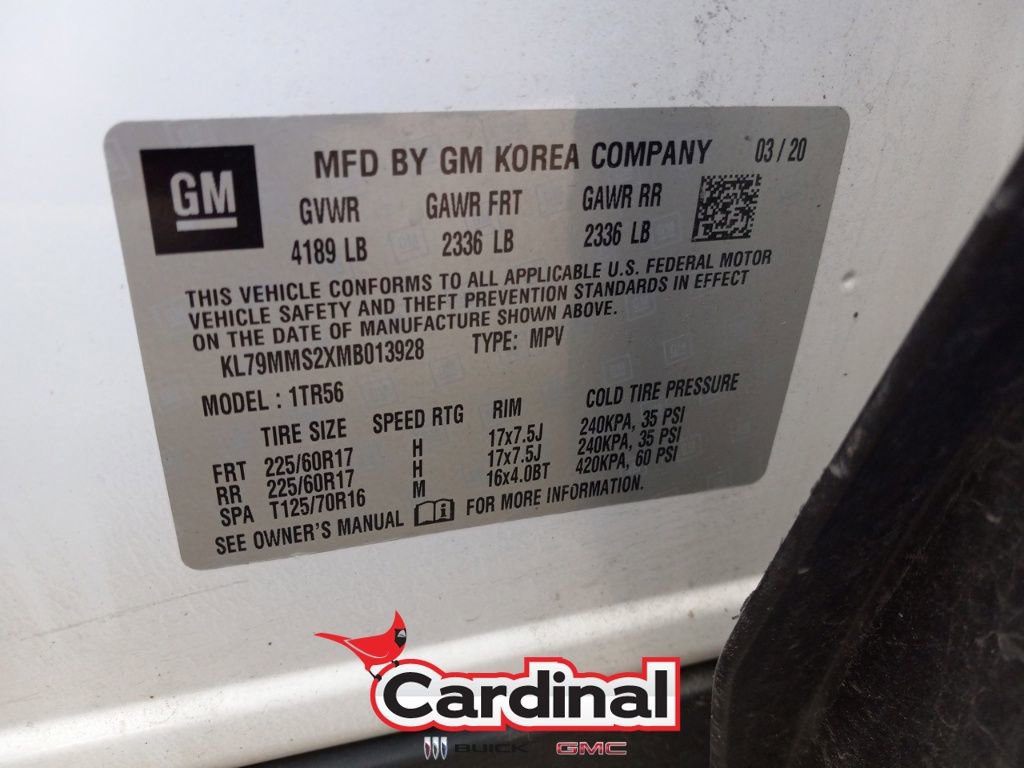 GM
MFD BY GM KOREA COMPANY 03 / 20
GVWR GAWR FRT GAWR RR
4189 LB 2336 LB 2336 LB
THIS VEHICLE CONFORMS TO ALL APPLICABLE U.S. FEDERAL MOTOR
VEHICLE SAFETY AND THEFT PREVENTION STANDARDS IN EFFECT
ON THE DATE OF MANUFACTURE SHOWN ABOVE.
KL79MMS2XMB013928 TYPE: MPV
MODEL : 1TR56
TIRE SIZE SPEED RTG RIM COLD TIRE PRESSURE
FRT 225/60R17 H 17x7.5J 240KPA, 35 PSI
RR 225/60R17 H 17x7.5J 240KPA, 35 PSI
SPA T125/70R16 M 16x4.0BT 420KPA, 60 PSI
SEE OWNER'S MANUAL FOR MORE INFORMATION.
Cardinal
BUICK GMC